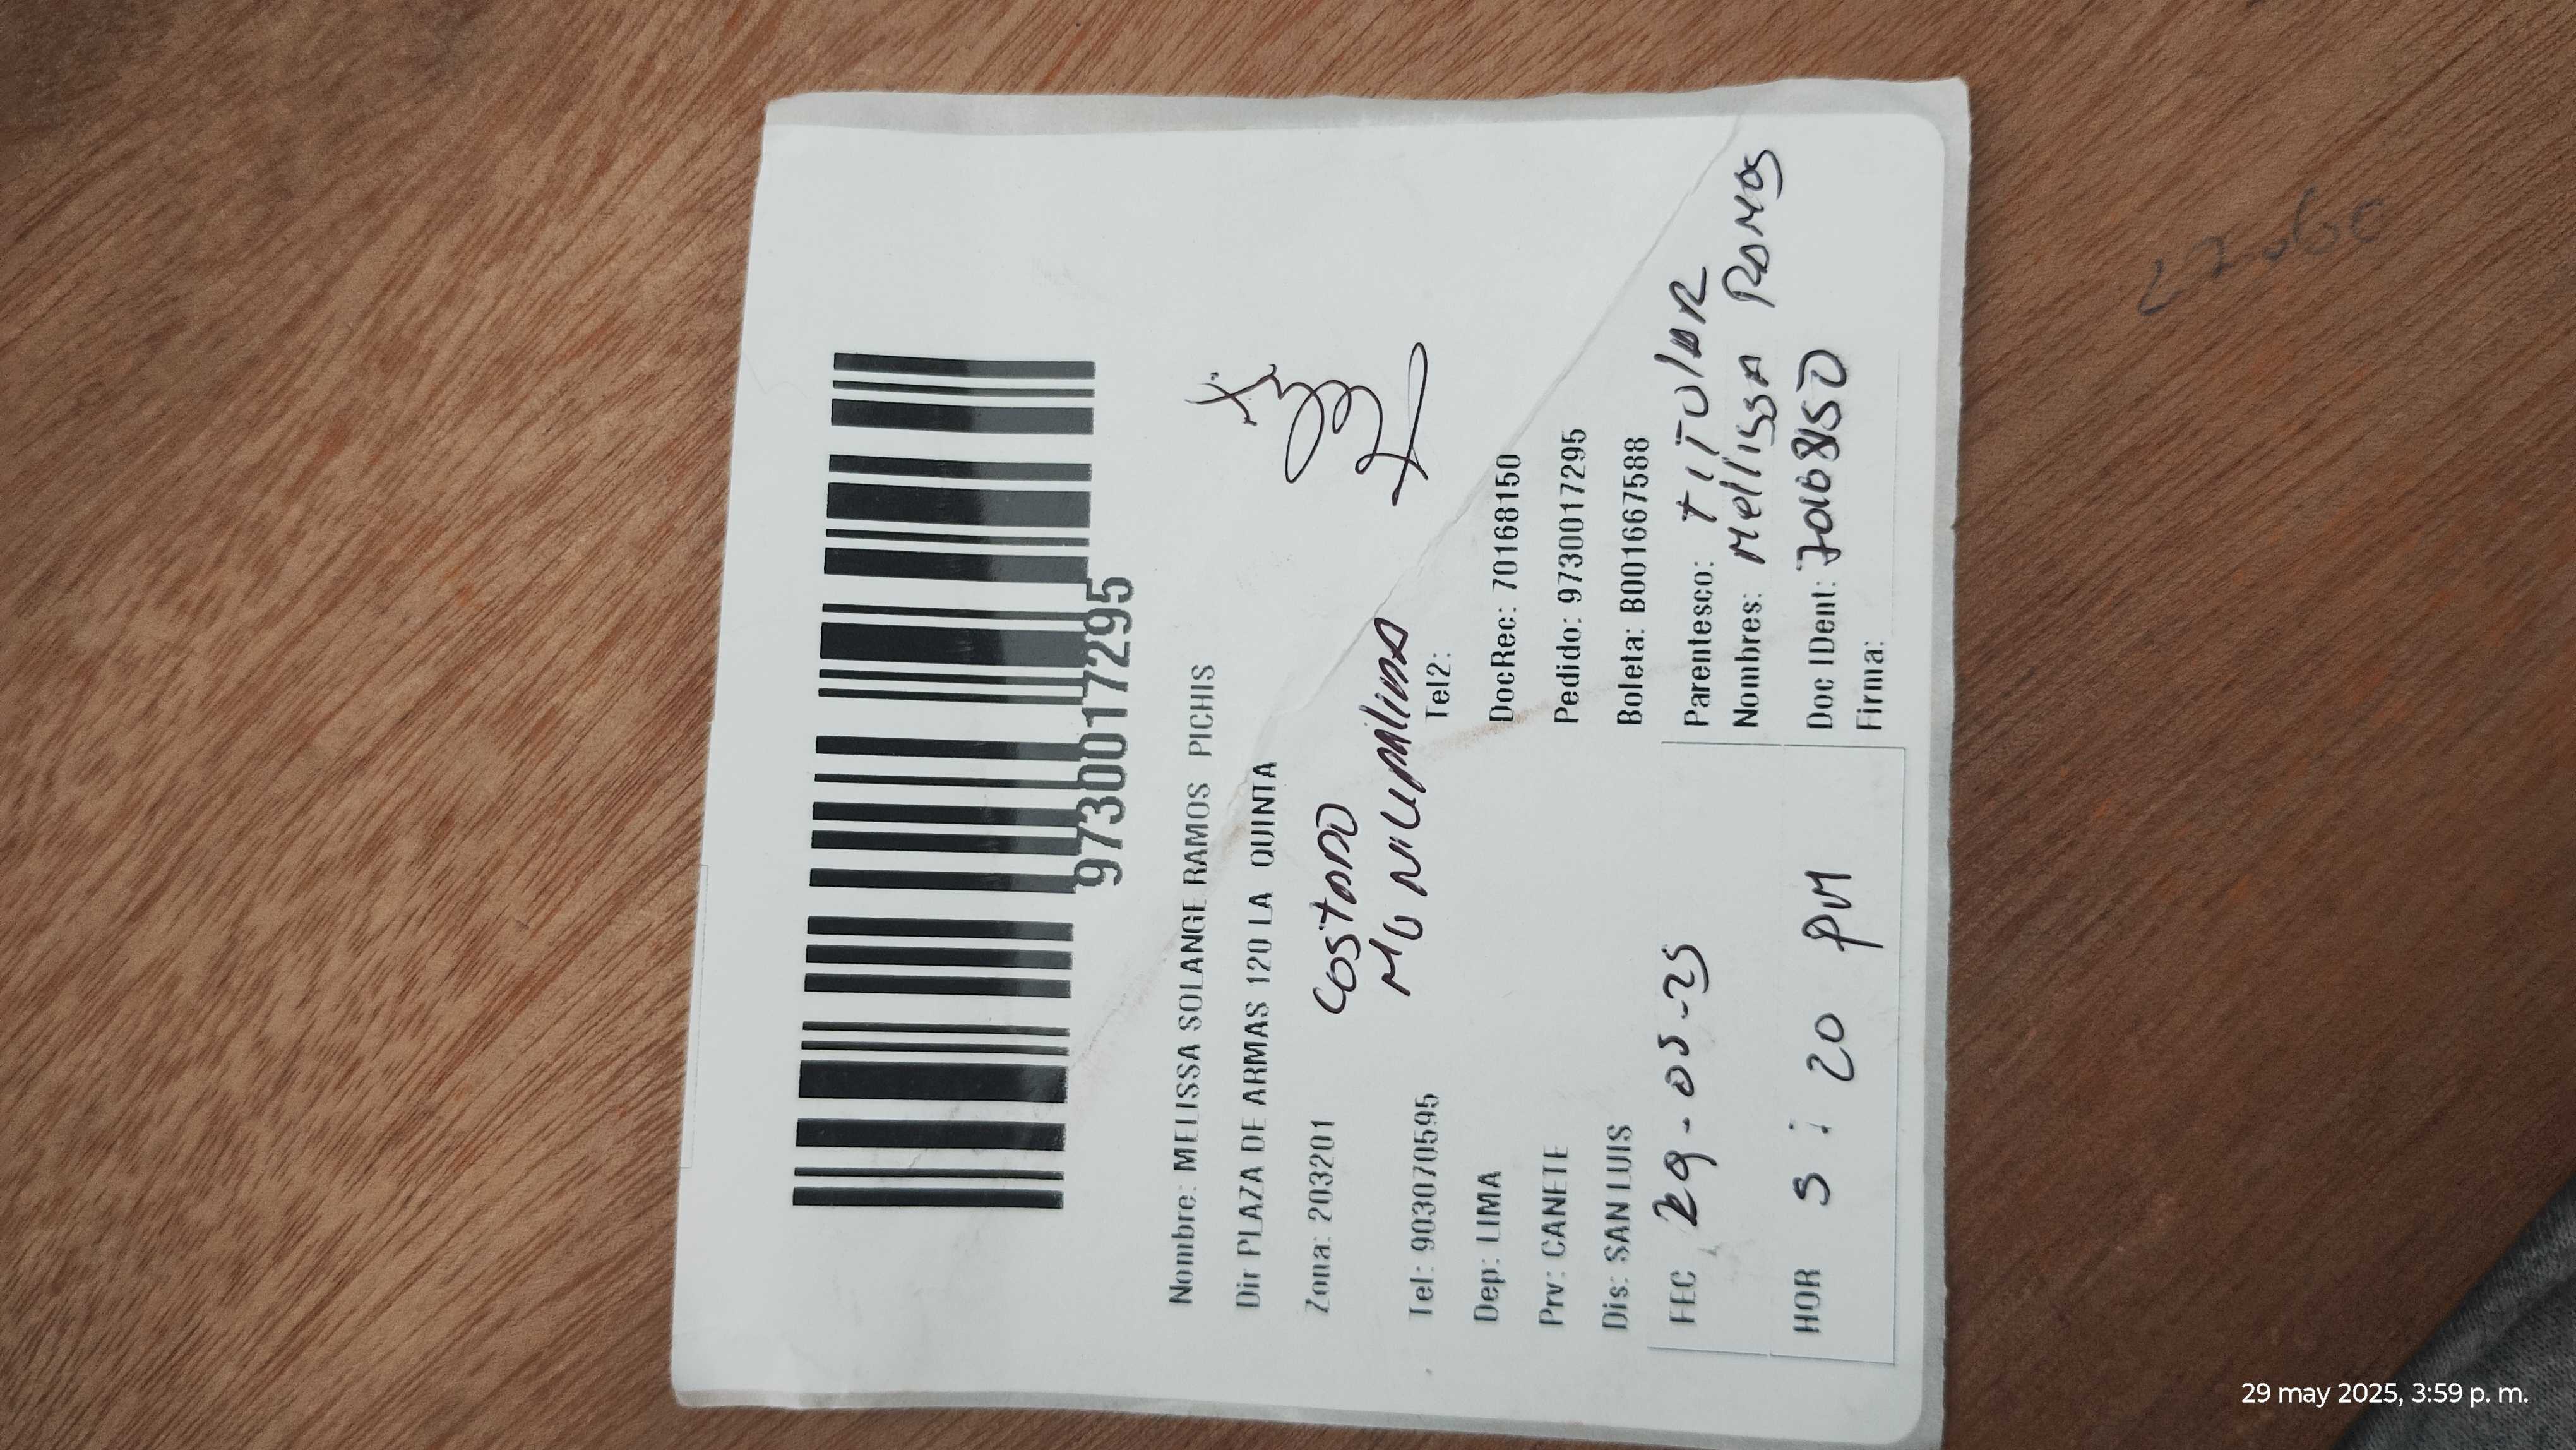 9730017295
Nombre: MELISSA SOLANGE RAMOS PICHIS
Dir PLAZA DE ARMAS 120 LA QUINTA
Zona: 203201
COSTADO
Tel: 903070595
Tel2:
Dep: LIMA
DocRec: 70168150
Prv: CANETE
Pedido: 9730017295
Dis: SAN LUIS
Boleta: B001667588
FEC 29-05-25
Parentesco: TITULAR
Nombres: Melissa RAMOS
HOR 3:20 PM
Doc IDent: 70168150
Firma:
29 may 2025, 3:59 p. m.